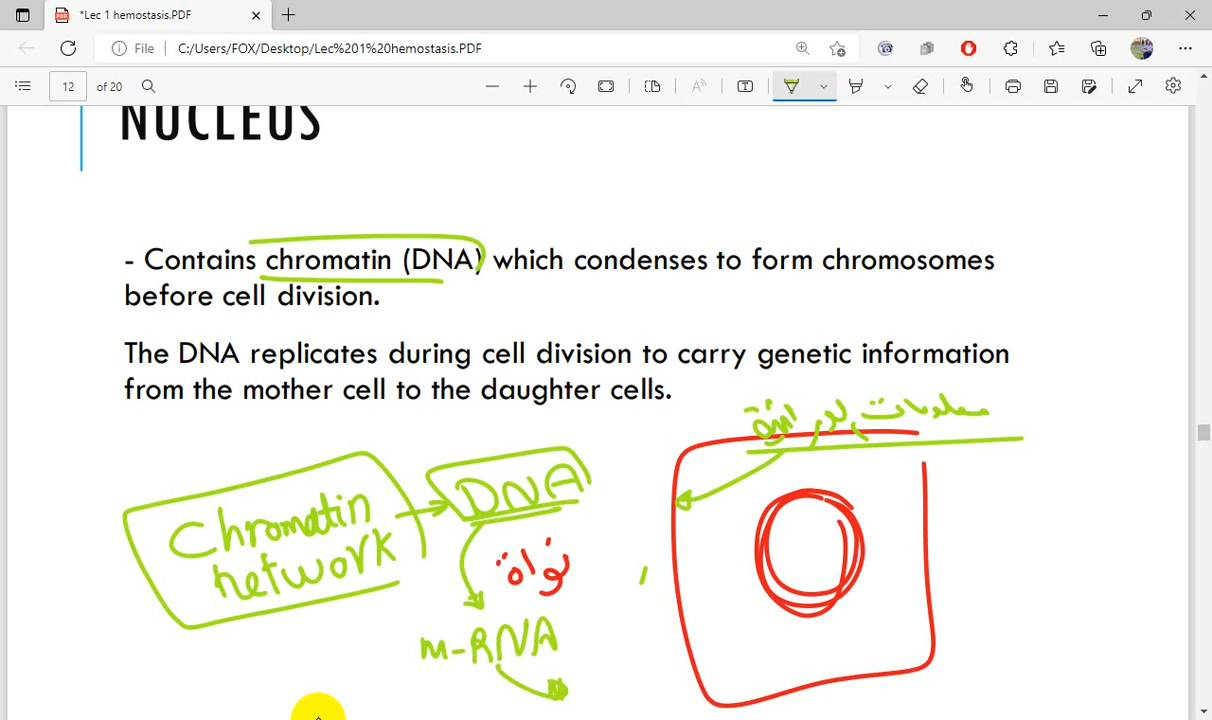 *Lec 1 hemostasis.PDF
File C:/Users/FOX/Desktop/Lec%201%20hemostasis.PDF
12 of 20
NUCLEUS
- Contains chromatin (DNA) which condenses to form chromosomes
before cell division.
The DNA replicates during cell division to carry genetic information
from the mother cell to the daughter cells.
معلومات
Chromatin
network
DNA
نواة
m-RNA